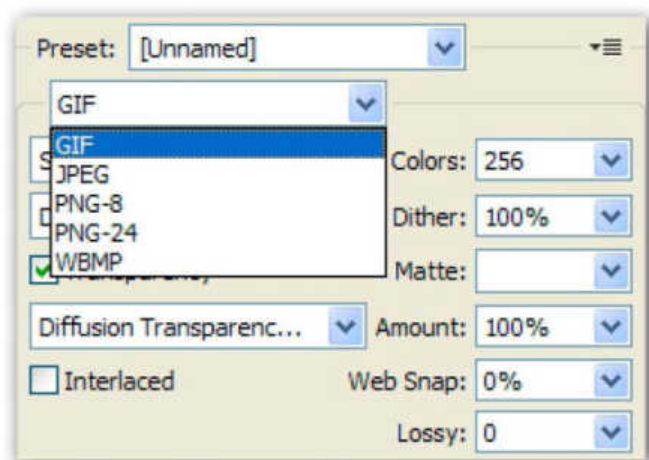 Preset: [Unnamed]
GIF
GIF
JPEG
PNG-8
PNG-24
WBMP
Colors: 256
Dither: 100%
Matte:
Diffusion Transparenc... Amount: 100%
Interlaced Web Snap: 0%
Lossy: 0